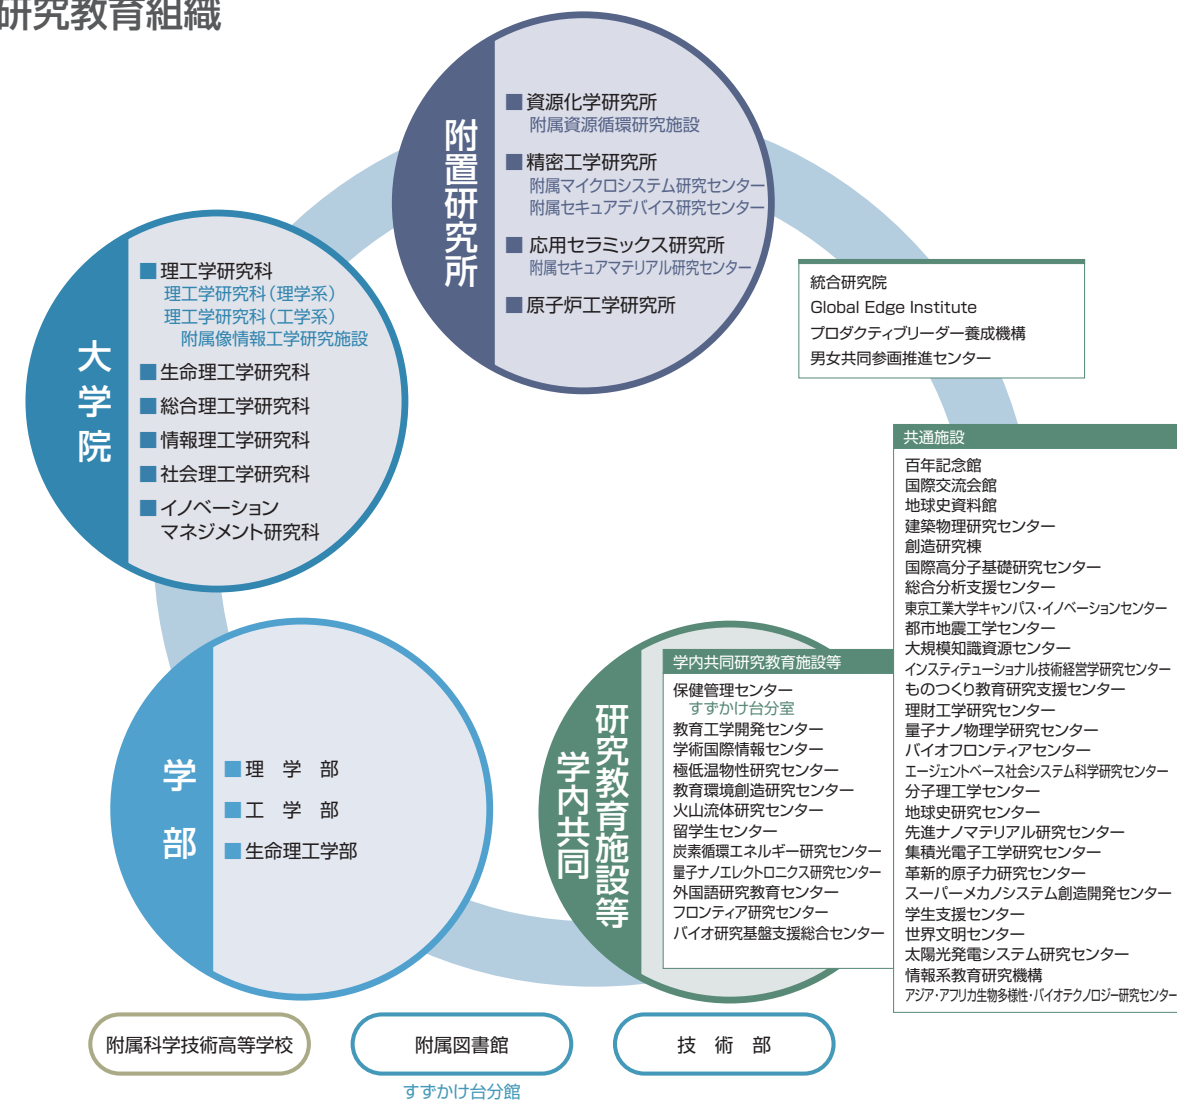 研究教育組織
附置研究所
資源化学研究所
附属資源循環研究施設
精密工学研究所
附属マイクロシステム研究センター
附属セキュアデバイス研究センター
応用セラミックス研究所
附属セキュアマテリアル研究センター
原子炉工学研究所
大学院
理工学研究科
理工学研究科(理学系)
理工学研究科(工学系)
附属像情報工学研究施設
生命理工学研究科
総合理工学研究科
情報理工学研究科
社会理工学研究科
イノベーション
マネジメント研究科
統合研究院
Global Edge Institute
プロダクティブリーダー養成機構
男女共同参画推進センター
学部
理 学 部
工 学 部
生命理工学部
学内共同
研究教育施設等
学内共同研究教育施設等
保健管理センター
すずかけ台分室
教育工学開発センター
学術国際情報センター
極低温物性研究センター
教育環境創造研究センター
火山流体研究センター
留学生センター
炭素循環エネルギー研究センター
量子ナノエレクトロニクス研究センター
外国語研究教育センター
フロンティア研究センター
バイオ研究基盤支援総合センター
共通施設
百年記念館
国際交流会館
地球史資料館
建築物理研究センター
創造研究棟
国際高分子基礎研究センター
総合分析支援センター
東京工業大学キャンパス・イノベーションセンター
都市地震工学センター
大規模知識資源センター
インスティテューショナル技術経営学研究センター
ものつくり教育研究支援センター
理財工学研究センター
量子ナノ物理学研究センター
バイオフロンティアセンター
エージェントベース社会システム科学研究センター
分子理工学センター
地球史研究センター
先進ナノマテリアル研究センター
集積光電子工学研究センター
革新的原子力研究センター
スーパーメカノシステム創造開発センター
学生支援センター
世界文明センター
太陽光発電システム研究センター
情報系教育研究機構
アジア・アフリカ生物多様性・バイオテクノロジー研究センター
附属科学技術高等学校
附属図書館
すずかけ台分館
技 術 部